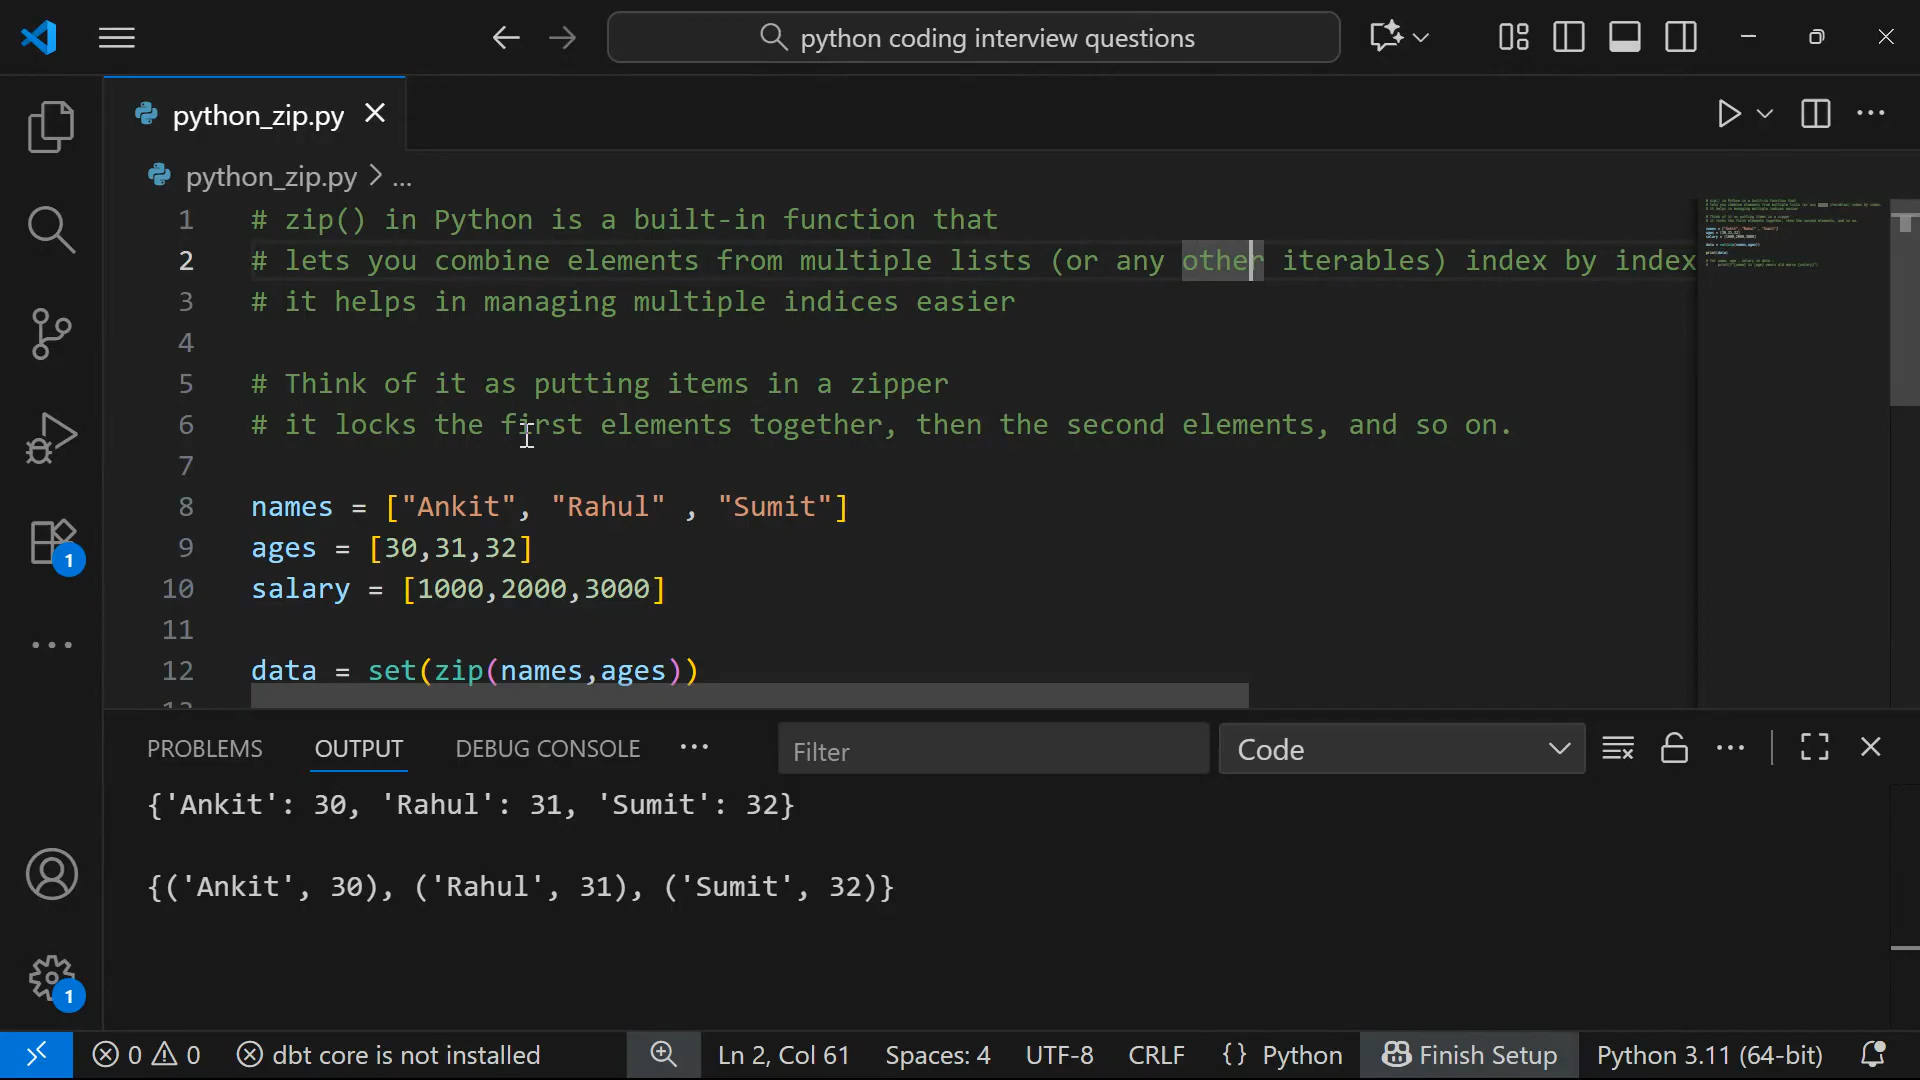 python coding interview questions
python_zip.py
python_zip.py > ...
1 # zip() in Python is a built-in function that
2 # lets you combine elements from multiple lists (or any other iterables) index by index
3 # it helps in managing multiple indices easier
4
5 # Think of it as putting items in a zipper
6 # it locks the first elements together, then the second elements, and so on.
7
8 names = ["Ankit", "Rahul" , "Sumit"]
9 ages = [30,31,32]
10 salary = [1000,2000,3000]
11
12 data = set(zip(names,ages))
1
PROBLEMS OUTPUT DEBUG CONSOLE ... Filter Code
{'Ankit': 30, 'Rahul': 31, 'Sumit': 32}
{('Ankit', 30), ('Rahul', 31), ('Sumit', 32)}
1
0 0 dbt core is not installed Ln 2, Col 61 Spaces: 4 UTF-8 CRLF {} Python Finish Setup Python 3.11 (64-bit)